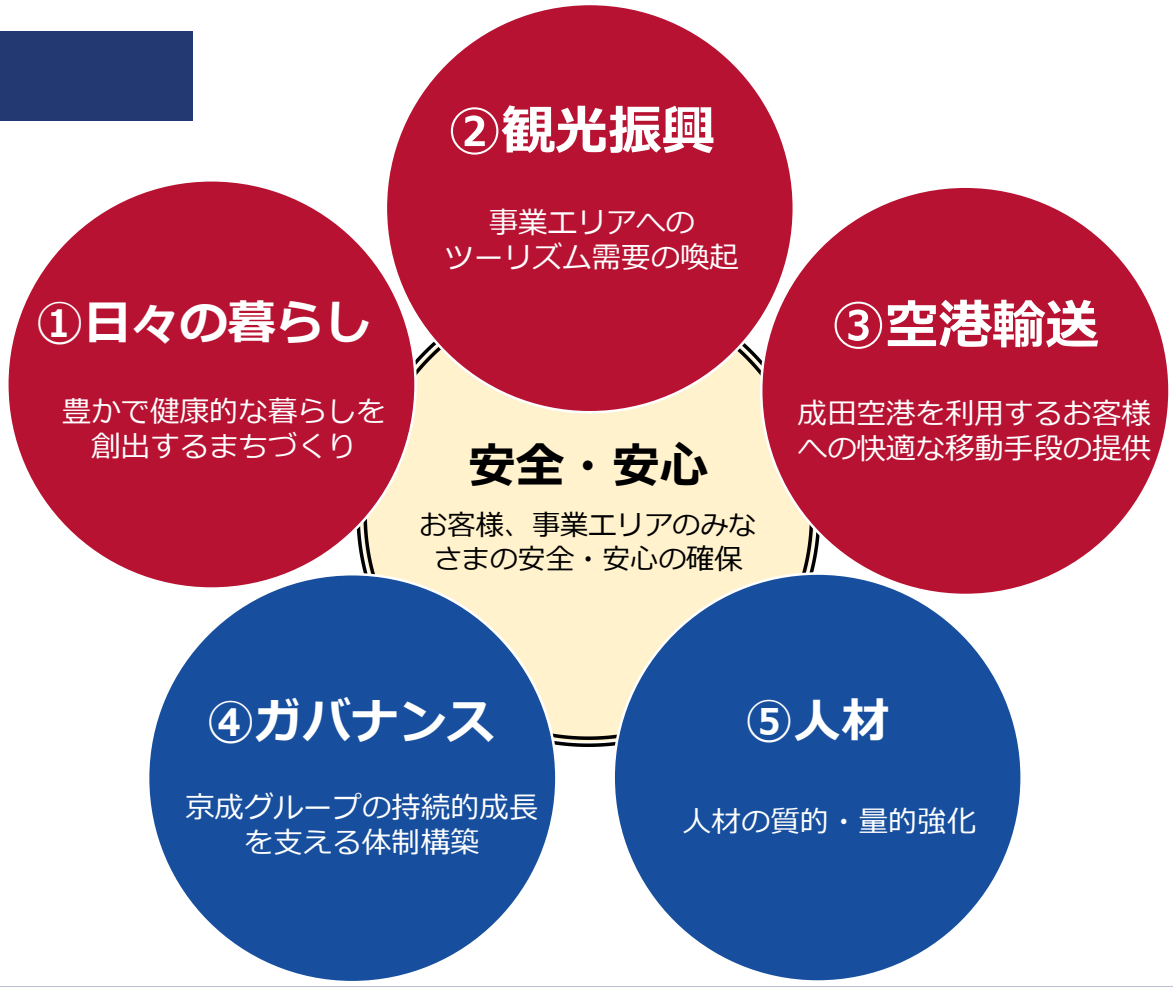 ②観光振興
事業エリアへの
ツーリズム需要の喚起
①日々の暮らし
豊かで健康的な暮らしを
創出するまちづくり
③空港輸送
成田空港を利用するお客様
への快適な移動手段の提供
安全・安心
お客様、事業エリアのみな
さまの安全・安心の確保
④ガバナンス
京成グループの持続的成長
を支える体制構築
⑤人材
人材の質的・量的強化